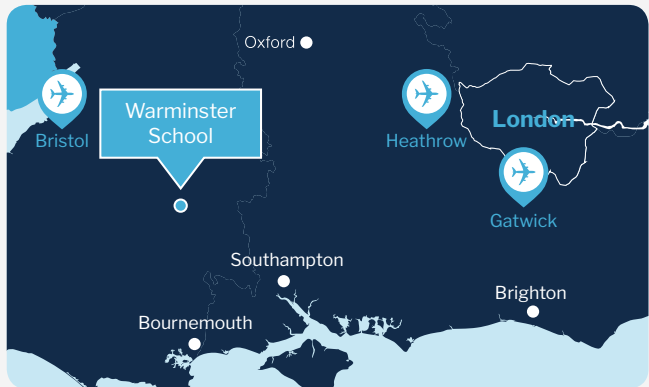 Oxford
Warminster
School
Bristol
London
Heathrow
Gatwick
Southampton
Brighton
Bournemouth